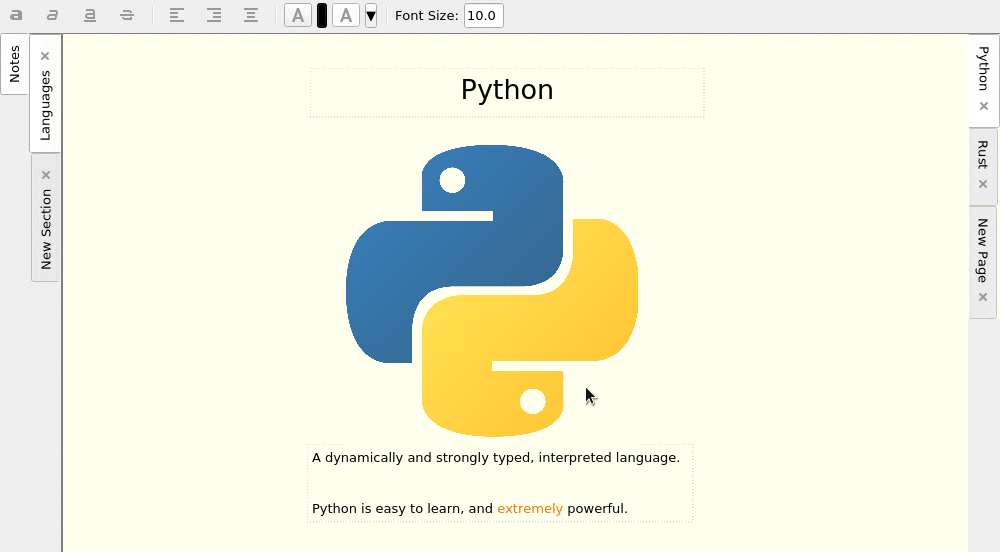 a a a a A A ▼ Font Size: 10.0
Notes
Languages
New Section
Python
A dynamically and strongly typed, interpreted language.
Python is easy to learn, and extremely powerful.
Python
Rust
New Page